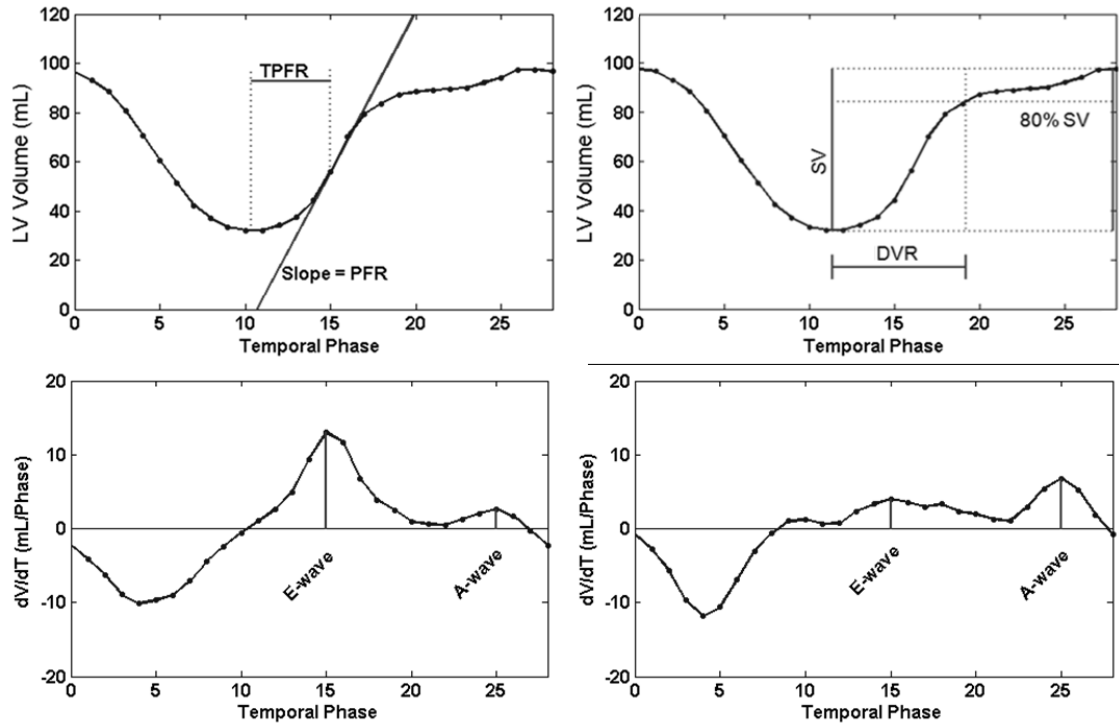 120
100
80
60
40
20
0
LV Volume (mL)
TPFR
Slope = PFR
0 5 10 15 20 25
Temporal Phase
120
100
80
60
40
20
0
LV Volume (mL)
SV
80% SV
DVR
0 5 10 15 20 25
Temporal Phase
20
10
0
-10
-20
dV/dT (mL/Phase)
E-wave
A-wave
0 5 10 15 20 25
Temporal Phase
20
10
0
-10
-20
dV/dT (mL/Phase)
E-wave
A-wave
0 5 10 15 20 25
Temporal Phase